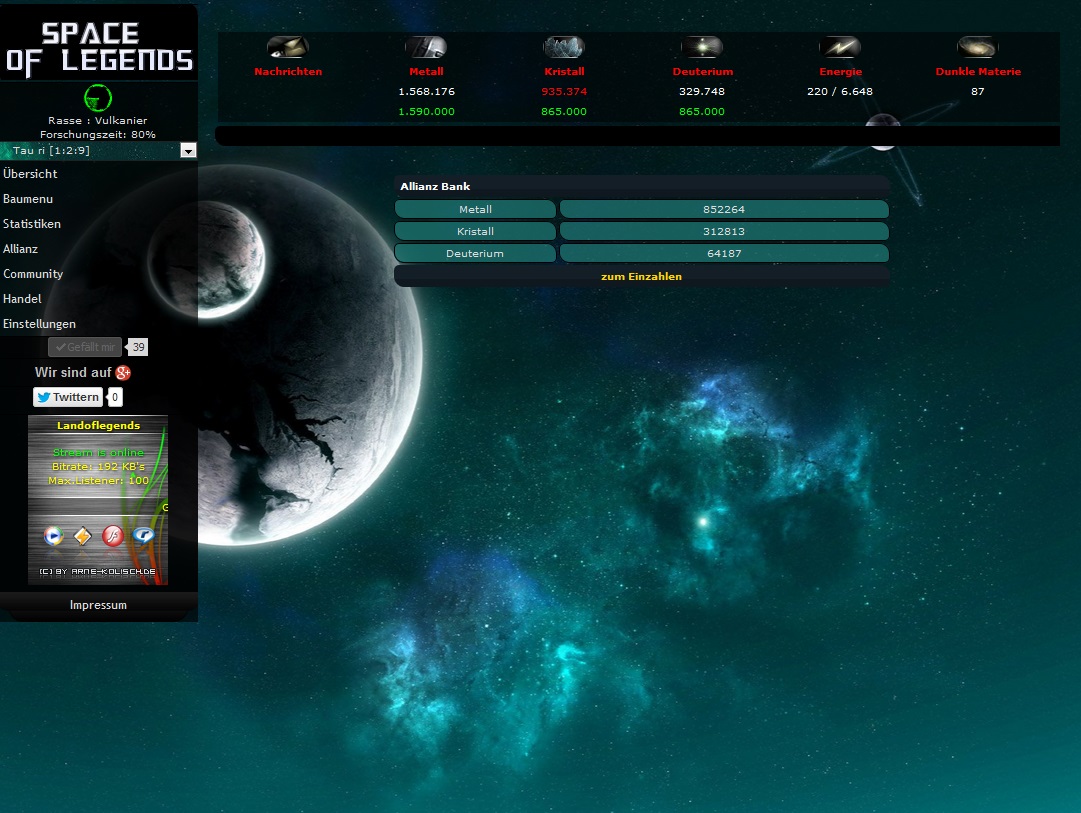 SPACE
OF LEGENDS
Rasse : Vulkanier
Forschungszeit: 80%
Tau ri [1:2:9]
Übersicht
Baumenu
Statistiken
Allianz
Community
Handel
Einstellungen
Gefällt mir 39
Wir sind auf g+
Twittern 0
Landoflegends
Stream is online
Bitrate: 192 KB's
Max.Listener: 100
G
(C) BY ARNE-KOLISCH.DE
Impressum
Nachrichten Metall Kristall Deuterium Energie Dunkle Materie
1.568.176 935.374 329.748 220 / 6.648 87
1.590.000 865.000 865.000
Allianz Bank
Metall 852264
Kristall 312813
Deuterium 64187
zum Einzahlen